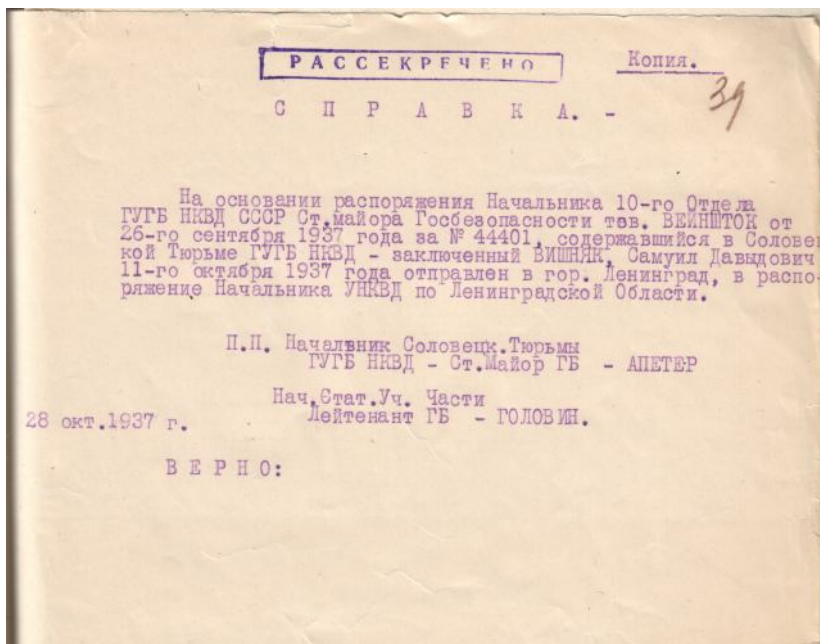 РАССЕКРЕЧЕНО
Копия.
39
С П Р А В К А. -
На основании распоряжения Начальника 10-го Отдела
ГУГБ НКВД СССР Ст.майора Госбезопасности тов. ВЕЙНШТОК от
26-го сентября 1937 года за № 44401, содержавшийся в Соловец
кой Тюрьме ГУГБ НКВД - заключенный ВИШНЯК, Самуил Давыдович
11-го октября 1937 года отправлен в гор. Ленинград, в распо-
ряжение Начальника УНКВД по Ленинградской Области.
П.П. Начальник Соловецк.Тюрьмы
ГУГБ НКВД - Ст.Майор ГБ - АПЕТЕР
Нач.Стат.Уч. Части
Лейтенант ГБ - ГОЛОВИН.
28 окт.1937 г.
В Е Р Н О: